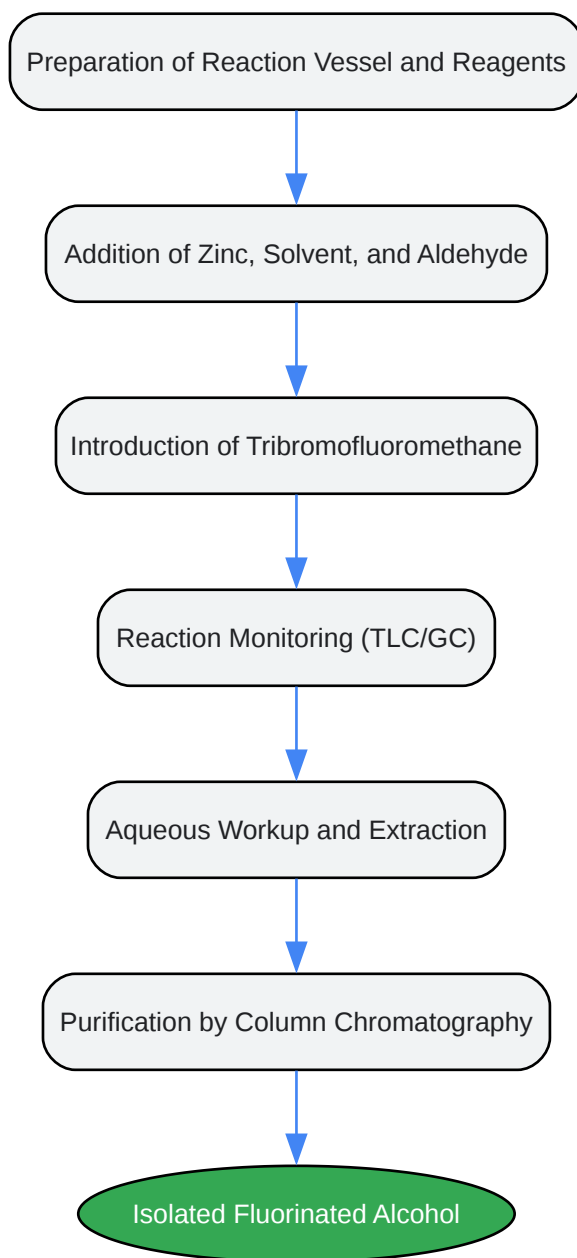 Preparation of Reaction Vessel and Reagents
Addition of Zinc, Solvent, and Aldehyde
Introduction of Tribromofluoromethane
Reaction Monitoring (TLC/GC)
Aqueous Workup and Extraction
Purification by Column Chromatography
Isolated Fluorinated Alcohol